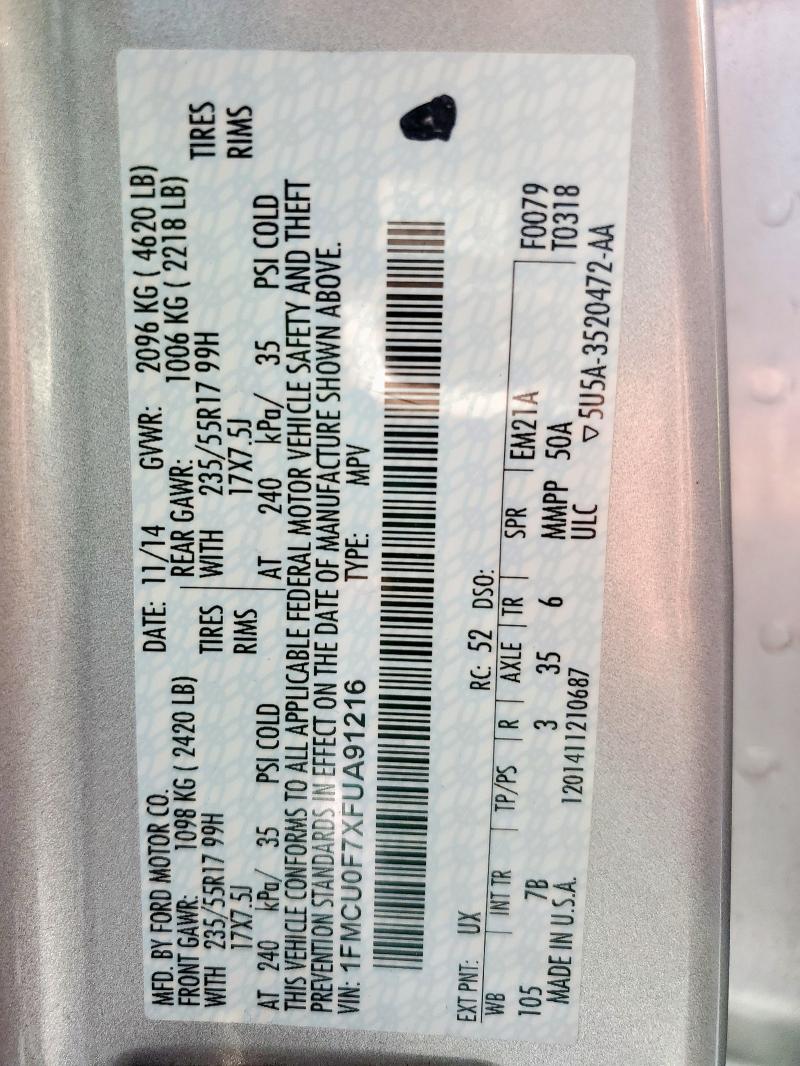 MFD. BY FORD MOTOR CO. DATE: 11/14 GVWR: 2096 KG ( 4620 LB)
FRONT GAWR: 1098 KG ( 2420 LB) REAR GAWR: 1006 KG ( 2218 LB)
WITH 235/55R17 99H TIRES WITH 235/55R17 99H TIRES
17X7.5J RIMS 17X7.5J RIMS
AT 240 kPa/ 35 PSI COLD AT 240 kPa/ 35 PSI COLD
THIS VEHICLE CONFORMS TO ALL APPLICABLE FEDERAL MOTOR VEHICLE SAFETY AND THEFT
PREVENTION STANDARDS IN EFFECT ON THE DATE OF MANUFACTURE SHOWN ABOVE.
VIN: 1FMCU0F7XFUA91216 TYPE: MPV
EXT PNT: UX RC: 52 DSO:
WB INT TR TP/PS R AXLE TR SPR EM21A F0079
105 7B 3 35 6 MMPP 50A T0318
ULC
MADE IN U.S.A. 1201411210687 ▽5U5A-3520472-AA